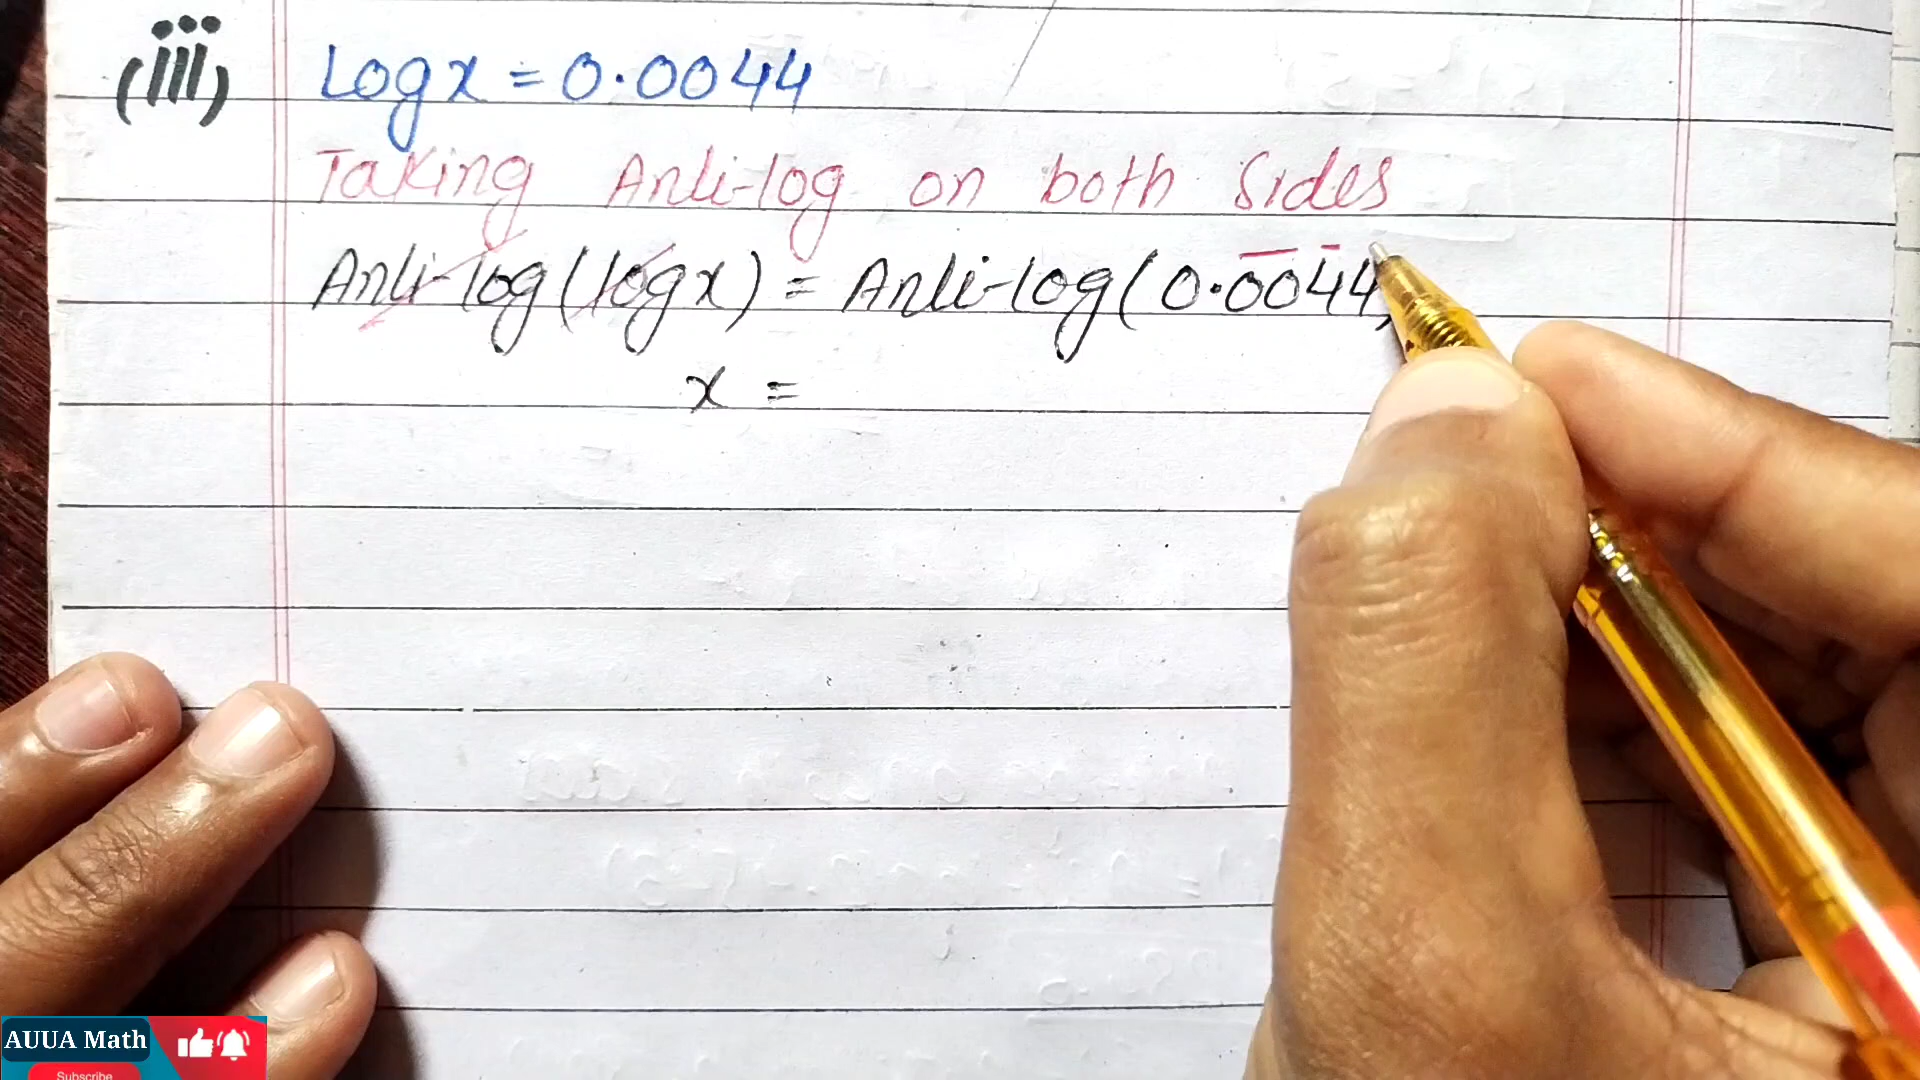 (iii) Log x = 0.0044
Taking Anti-log on both Sides
Anti-log (log x) = Anti-log (0.0044)
x =
AUUA Math
Subscribe